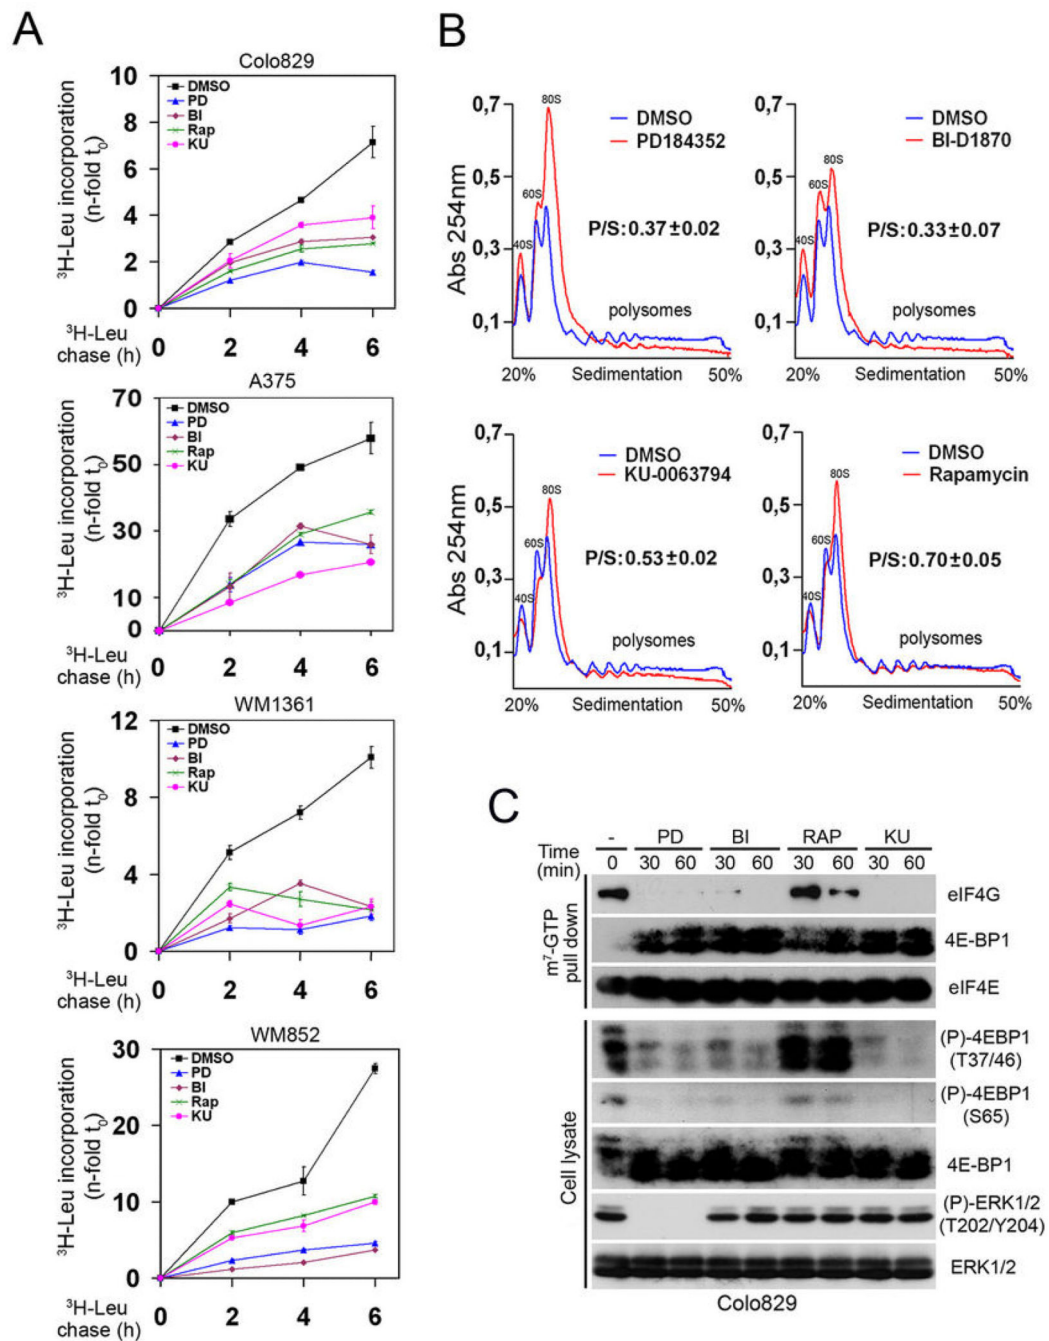 A
Colo829
³H-Leu incorporation
(n-fold t₀)
10
8
6
4
2
0
DMSO
PD
BI
Rap
KU
³H-Leu
chase (h)
0 2 4 6
A375
³H-Leu incorporation
(n-fold t₀)
70
50
30
10
0
DMSO
PD
BI
Rap
KU
³H-Leu
chase (h)
0 2 4 6
WM1361
³H-Leu incorporation
(n-fold t₀)
12
8
4
0
DMSO
PD
BI
Rap
KU
³H-Leu
chase (h)
0 2 4 6
WM852
³H-Leu incorporation
(n-fold t₀)
30
20
10
0
DMSO
PD
BI
Rap
KU
³H-Leu
chase (h)
0 2 4 6
B
Abs 254nm
0,7
0,5
0,3
0,1
40S
60S
80S
DMSO
PD184352
P/S:0.37±0.02
polysomes
20% Sedimentation 50%
0,7
0,5
0,3
0,1
40S
60S
80S
DMSO
BI-D1870
P/S:0.33±0.07
polysomes
20% Sedimentation 50%
Abs 254nm
0,7
0,5
0,3
0,1
40S
60S
80S
DMSO
KU-0063794
P/S:0.53±0.02
polysomes
20% Sedimentation 50%
0,7
0,5
0,3
0,1
40S
60S
80S
DMSO
Rapamycin
P/S:0.70±0.05
polysomes
20% Sedimentation 50%
C
- PD BI RAP KU
Time
(min)
0 30 60 30 60 30 60 30 60
m⁷-GTP
pull down
eIF4G
4E-BP1
eIF4E
Cell lysate
(P)-4EBP1
(T37/46)
(P)-4EBP1
(S65)
4E-BP1
(P)-ERK1/2
(T202/Y204)
ERK1/2
Colo829